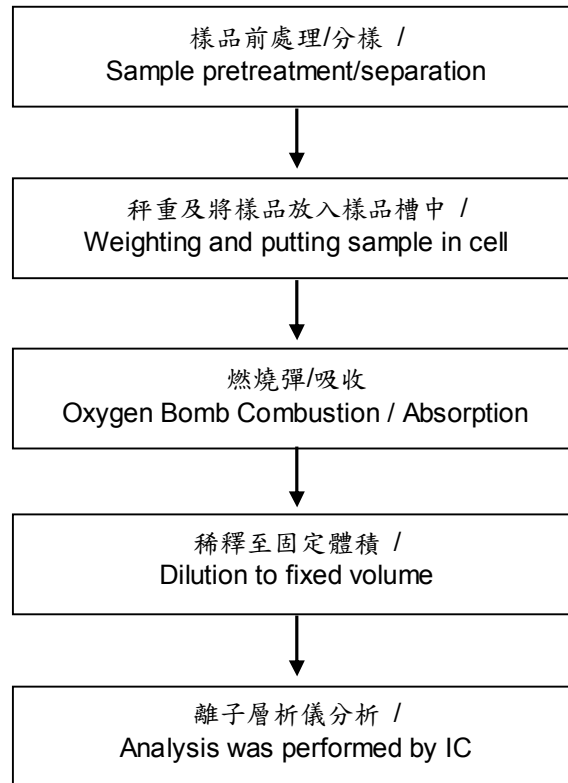 樣品前處理/分樣 /
Sample pretreatment/separation
秤重及將樣品放入樣品槽中 /
Weighting and putting sample in cell
燃燒彈/吸收
Oxygen Bomb Combustion / Absorption
稀釋至固定體積 /
Dilution to fixed volume
離子層析儀分析 /
Analysis was performed by IC